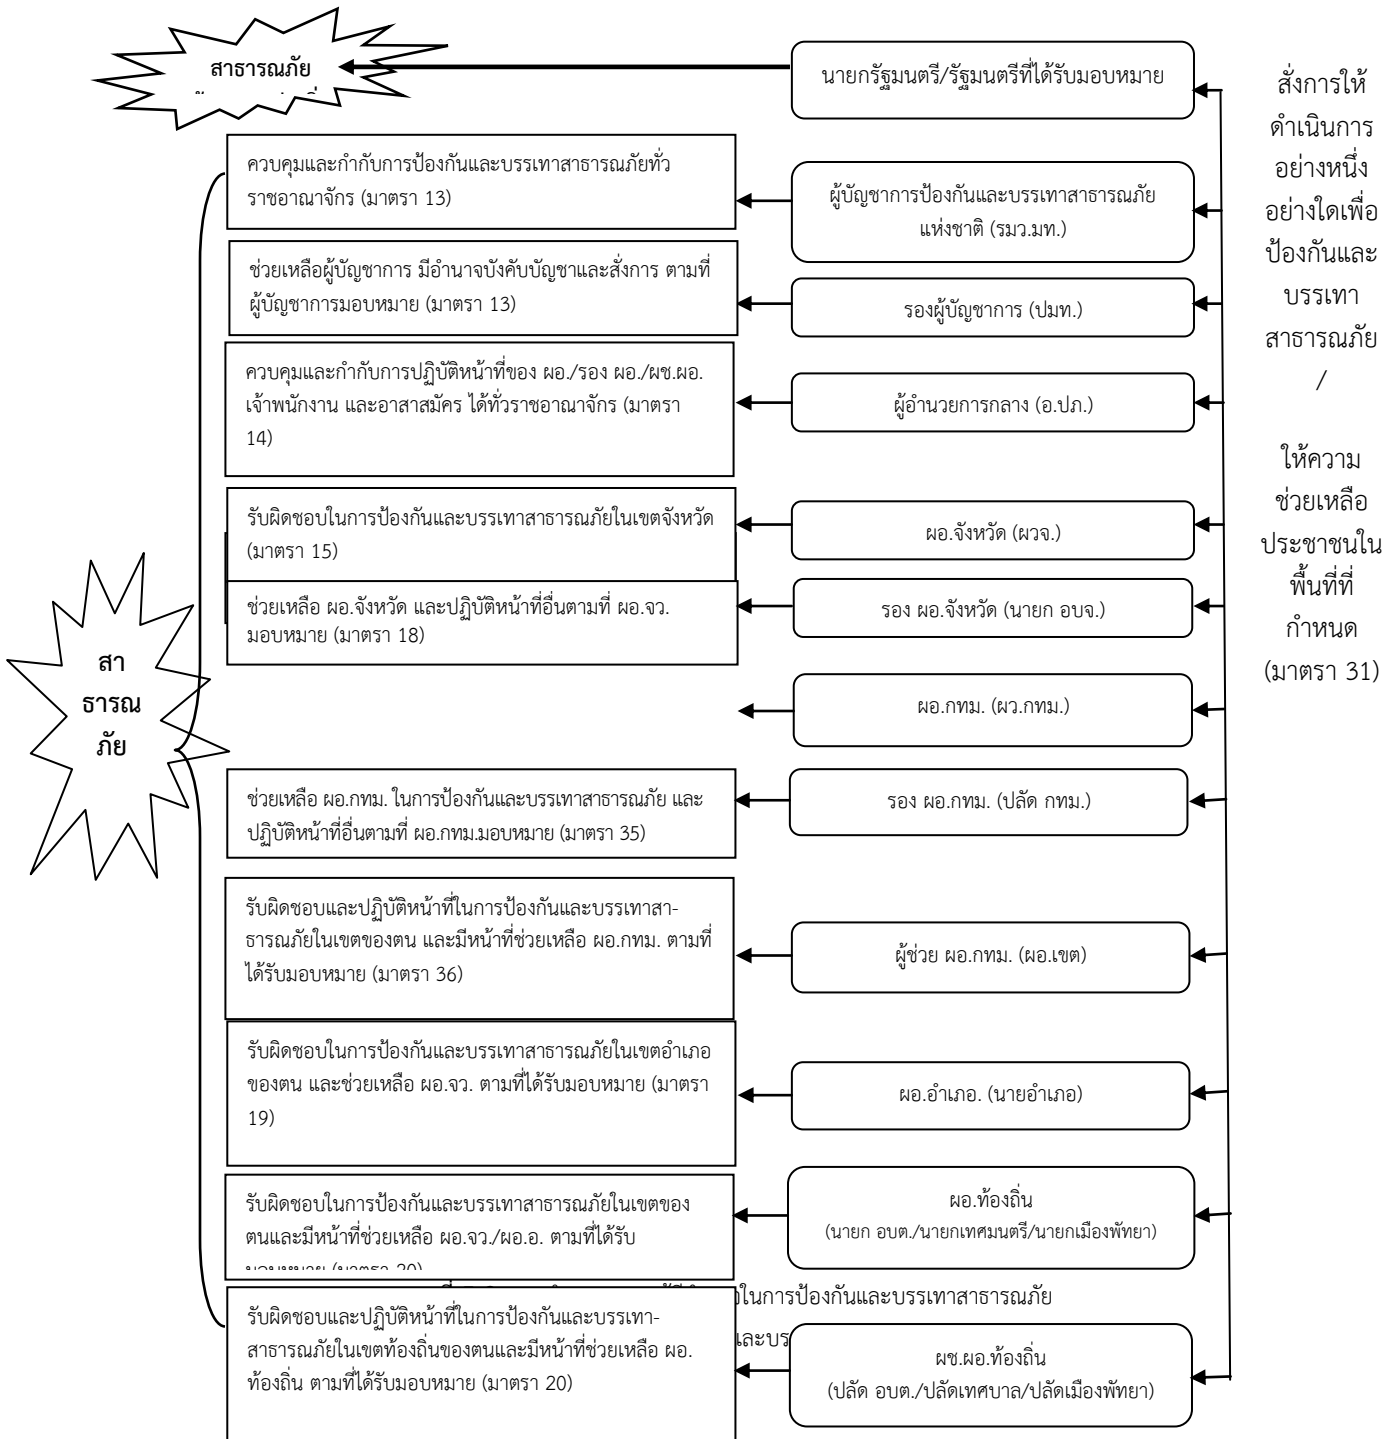 สาธารณภัย
นายกรัฐมนตรี/รัฐมนตรีที่ได้รับมอบหมาย
ควบคุมและกำกับการป้องกันและบรรเทาสาธารณภัยทั่ว
ราชอาณาจักร (มาตรา 13)
ผู้บัญชาการป้องกันและบรรเทาสาธารณภัย
แห่งชาติ (รมว.มท.)
ช่วยเหลือผู้บัญชาการ มีอำนาจบังคับบัญชาและสั่งการ ตามที่
ผู้บัญชาการมอบหมาย (มาตรา 13)
รองผู้บัญชาการ (ปมท.)
ควบคุมและกำกับการปฏิบัติหน้าที่ของ ผอ./รอง ผอ./ผช.ผอ.
เจ้าพนักงาน และอาสาสมัคร ได้ทั่วราชอาณาจักร (มาตรา
14)
ผู้อำนวยการกลาง (อ.ปภ.)
รับผิดชอบในการป้องกันและบรรเทาสาธารณภัยในเขตจังหวัด
(มาตรา 15)
ผอ.จังหวัด (ผวจ.)
ช่วยเหลือ ผอ.จังหวัด และปฏิบัติหน้าที่อื่นตามที่ ผอ.จว.
มอบหมาย (มาตรา 18)
รอง ผอ.จังหวัด (นายก อบจ.)
ผอ.กทม. (ผว.กทม.)
ช่วยเหลือ ผอ.กทม. ในการป้องกันและบรรเทาสาธารณภัย และ
ปฏิบัติหน้าที่อื่นตามที่ ผอ.กทม.มอบหมาย (มาตรา 35)
รอง ผอ.กทม. (ปลัด กทม.)
รับผิดชอบและปฏิบัติหน้าที่ในการป้องกันและบรรเทาสา-
ธารณภัยในเขตของตน และมีหน้าที่ช่วยเหลือ ผอ.กทม. ตามที่
ได้รับมอบหมาย (มาตรา 36)
ผู้ช่วย ผอ.กทม. (ผอ.เขต)
รับผิดชอบในการป้องกันและบรรเทาสาธารณภัยในเขตอำเภอ
ของตน และช่วยเหลือ ผอ.จว. ตามที่ได้รับมอบหมาย (มาตรา
19)
ผอ.อำเภอ. (นายอำเภอ)
รับผิดชอบในการป้องกันและบรรเทาสาธารณภัยในเขตของ
ตนและมีหน้าที่ช่วยเหลือ ผอ.จว./ผอ.อ. ตามที่ได้รับ
มอบหมาย (มาตรา 20)
ผอ.ท้องถิ่น
(นายก อบต./นายกเทศมนตรี/นายกเมืองพัทยา)
ในการป้องกันและบรรเทาสาธารณภัย
รับผิดชอบและปฏิบัติหน้าที่ในการป้องกันและบรรเทา-
สาธารณภัยในเขตท้องถิ่นของตนและมีหน้าที่ช่วยเหลือ ผอ.
ท้องถิ่น ตามที่ได้รับมอบหมาย (มาตรา 20)
ผช.ผอ.ท้องถิ่น
(ปลัด อบต./ปลัดเทศบาล/ปลัดเมืองพัทยา)
สา
ธารณ
ภัย
สั่งการให้
ดำเนินการ
อย่างหนึ่ง
อย่างใดเพื่อ
ป้องกันและ
บรรเทา
สาธารณภัย
/
ให้ความ
ช่วยเหลือ
ประชาชนใน
พื้นที่ที่
กำหนด
(มาตรา 31)